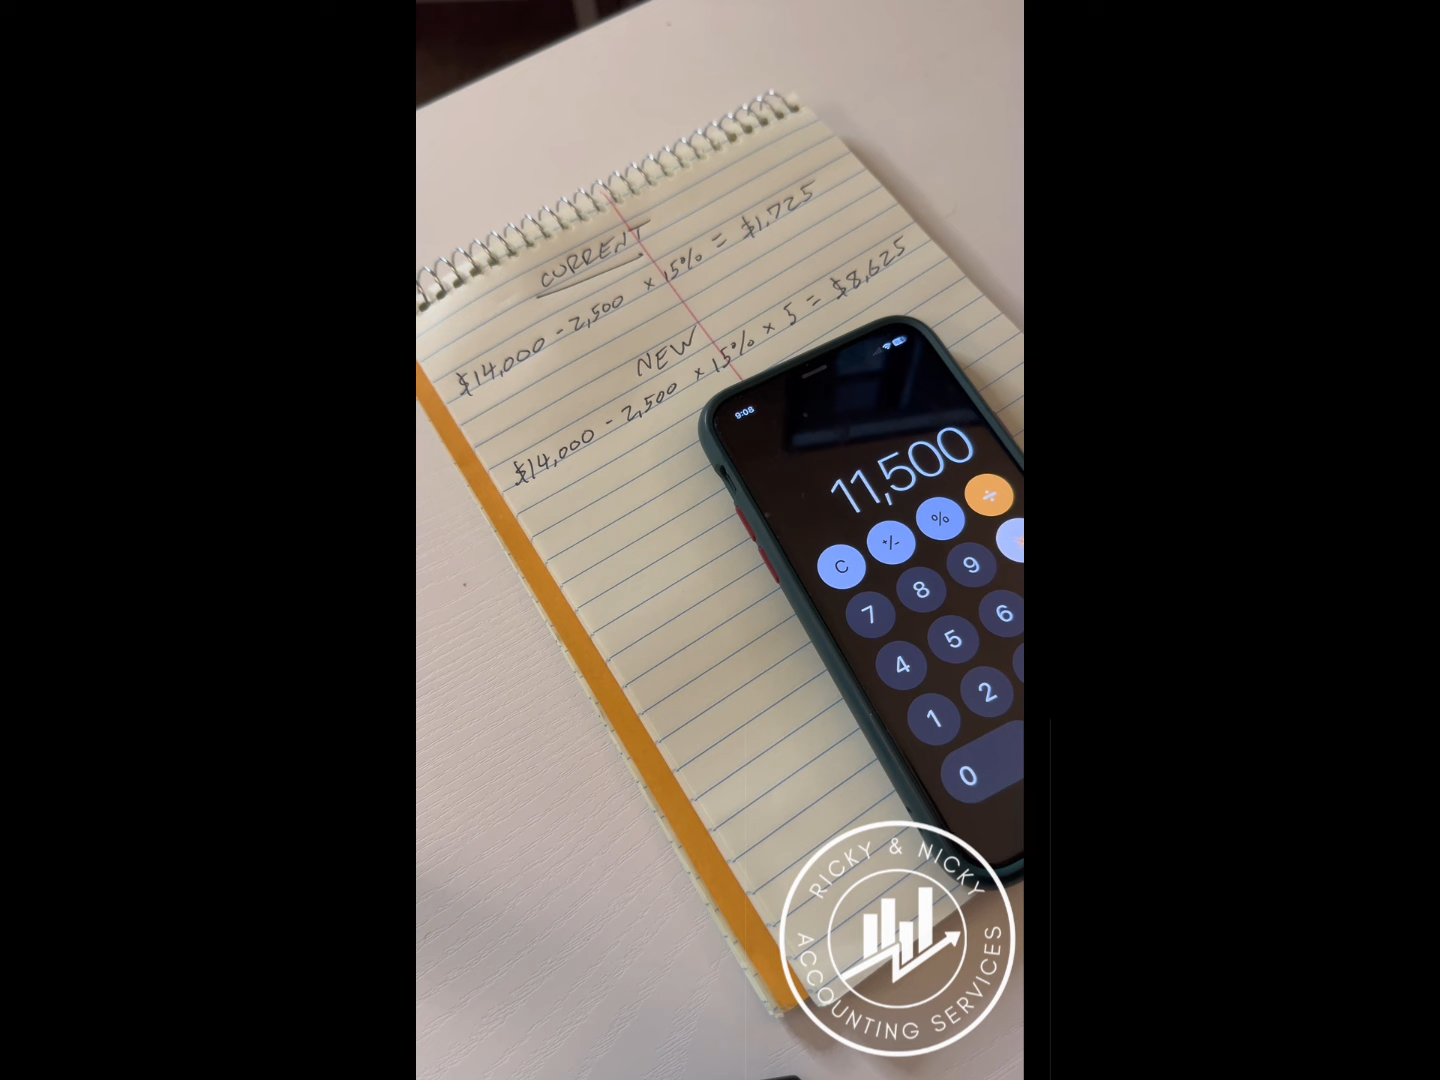 CURRENT
$14,000 - 2,500 x 15% = $1,725
NEW
$14,000 - 2,500 x 15% x 5 = $8,625
9:08
11,500
C +/- % ÷
7 8 9
4 5 6
1 2
0
RICKY & NICKY
ACCOUNTING SERVICES